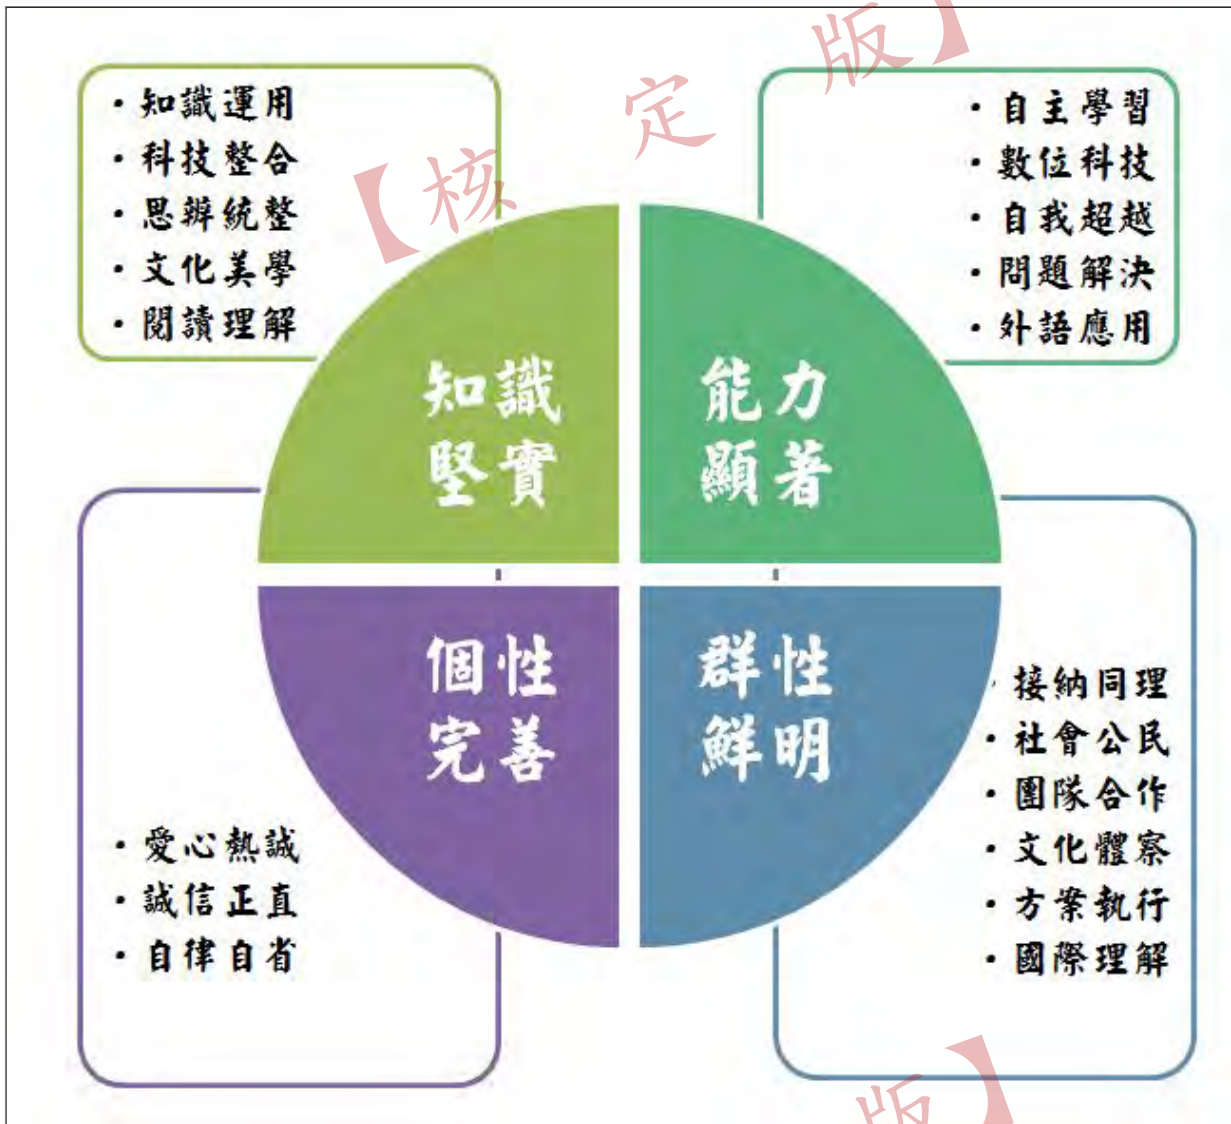 【核定版】
・知識運用
・科技整合
・思辨統整
・文化美學
・閱讀理解
・自主學習
・數位科技
・自我超越
・問題解決
・外語應用
知識
堅實
能力
顯著
個性
完善
群性
鮮明
・愛心熱誠
・誠信正直
・自律自省
・接納同理
・社會公民
・團隊合作
・文化體察
・方案執行
・國際理解
版】